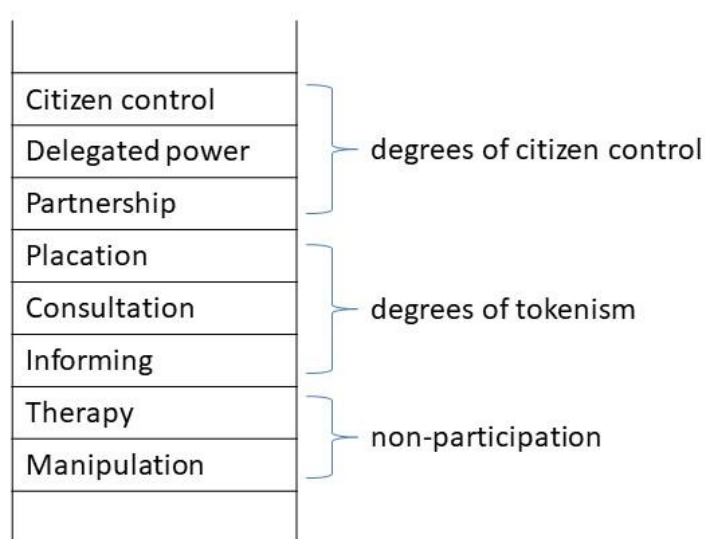 Citizen control
Delegated power
Partnership
Placation
Consultation
Informing
Therapy
Manipulation
degrees of citizen control
degrees of tokenism
non-participation